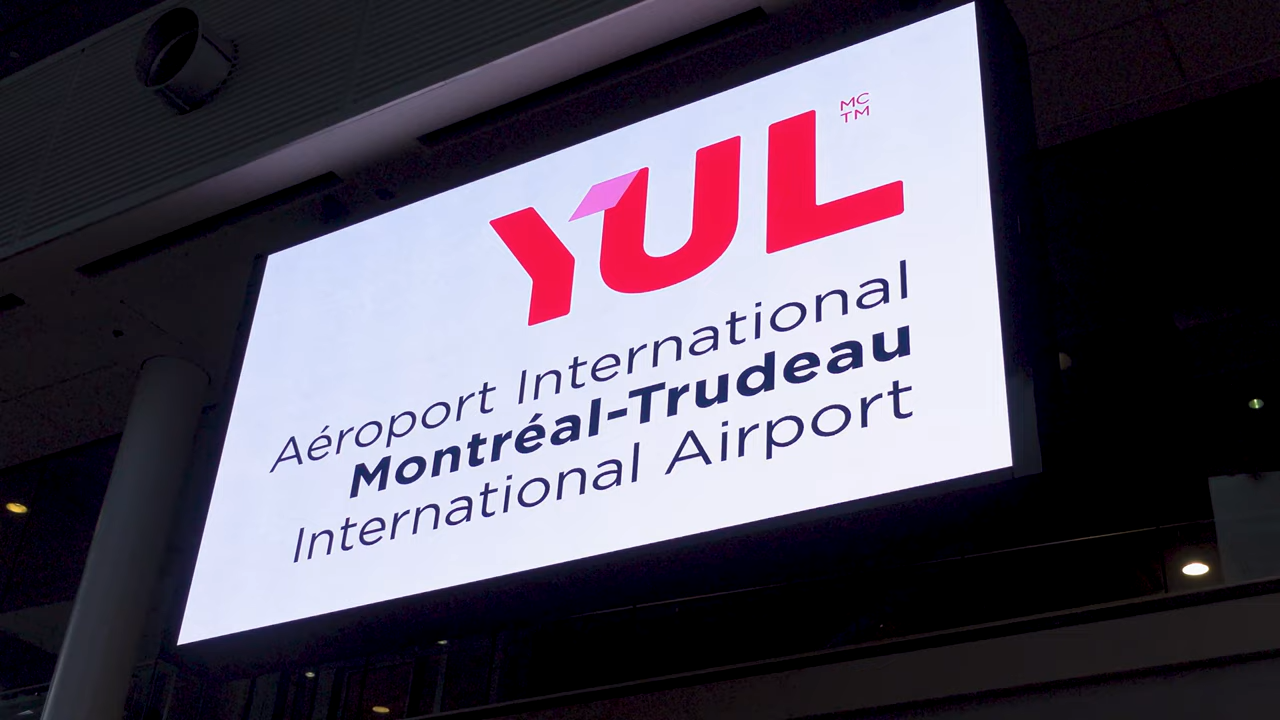 YUL
MC
TM
Aéroport International
Montréal-Trudeau
International Airport